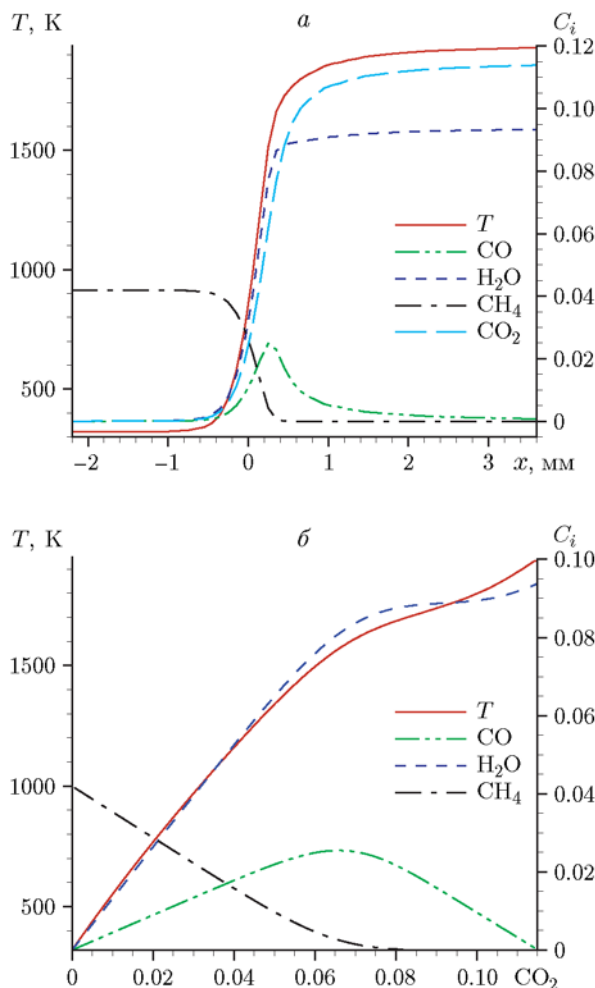 T, К
а
C_i
0.12
0.10
0.08
0.06
0.04
0.02
0
1500
1000
500
T
CO
H₂O
CH₄
CO₂
−2 −1 0 1 2 3 x, мм
T, К
б
C_i
0.10
0.08
0.06
0.04
0.02
0
1500
1000
500
T
CO
H₂O
CH₄
0 0.02 0.04 0.06 0.08 0.10 CO₂